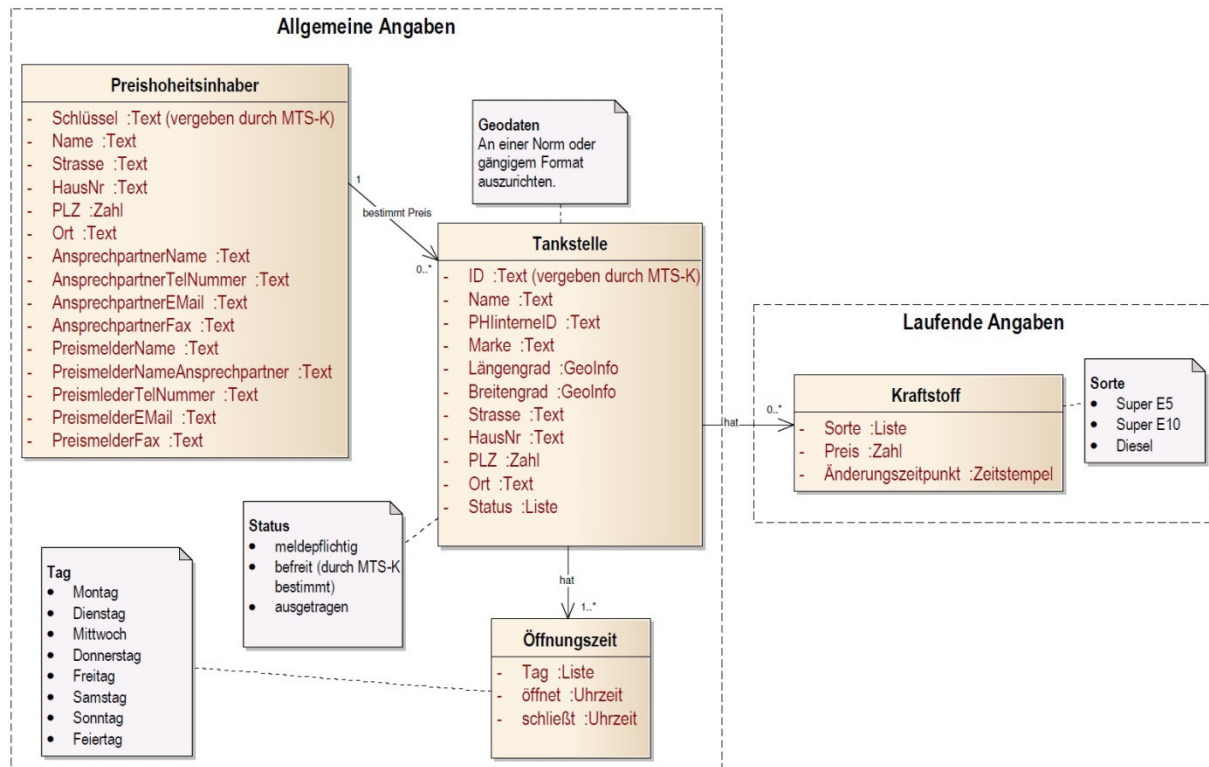 Allgemeine Angaben
Preishoheitsinhaber
- Schlüssel :Text (vergeben durch MTS-K)
- Name :Text
- Strasse :Text
- HausNr :Text
- PLZ :Zahl
- Ort :Text
- AnsprechpartnerName :Text
- AnsprechpartnerTelNummer :Text
- AnsprechpartnerEMail :Text
- AnsprechpartnerFax :Text
- PreismelderName :Text
- PreismelderNameAnsprechpartner :Text
- PreismlederTelNummer :Text
- PreismelderEMail :Text
- PreismelderFax :Text
1
bestimmt Preis
0..*
Geodaten
An einer Norm oder
gängigem Format
auszurichten.
Tankstelle
- ID :Text (vergeben durch MTS-K)
- Name :Text
- PHIinterneID :Text
- Marke :Text
- Längengrad :GeoInfo
- Breitengrad :GeoInfo
- Strasse :Text
- HausNr :Text
- PLZ :Zahl
- Ort :Text
- Status :Liste
hat
0..*
Laufende Angaben
Kraftstoff
- Sorte :Liste
- Preis :Zahl
- Änderungszeitpunkt :Zeitstempel
Sorte
• Super E5
• Super E10
• Diesel
Status
• meldepflichtig
• befreit (durch MTS-K
bestimmt)
• ausgetragen
hat
1..*
Tag
• Montag
• Dienstag
• Mittwoch
• Donnerstag
• Freitag
• Samstag
• Sonntag
• Feiertag
Öffnungszeit
- Tag :Liste
- öffnet :Uhrzeit
- schließt :Uhrzeit